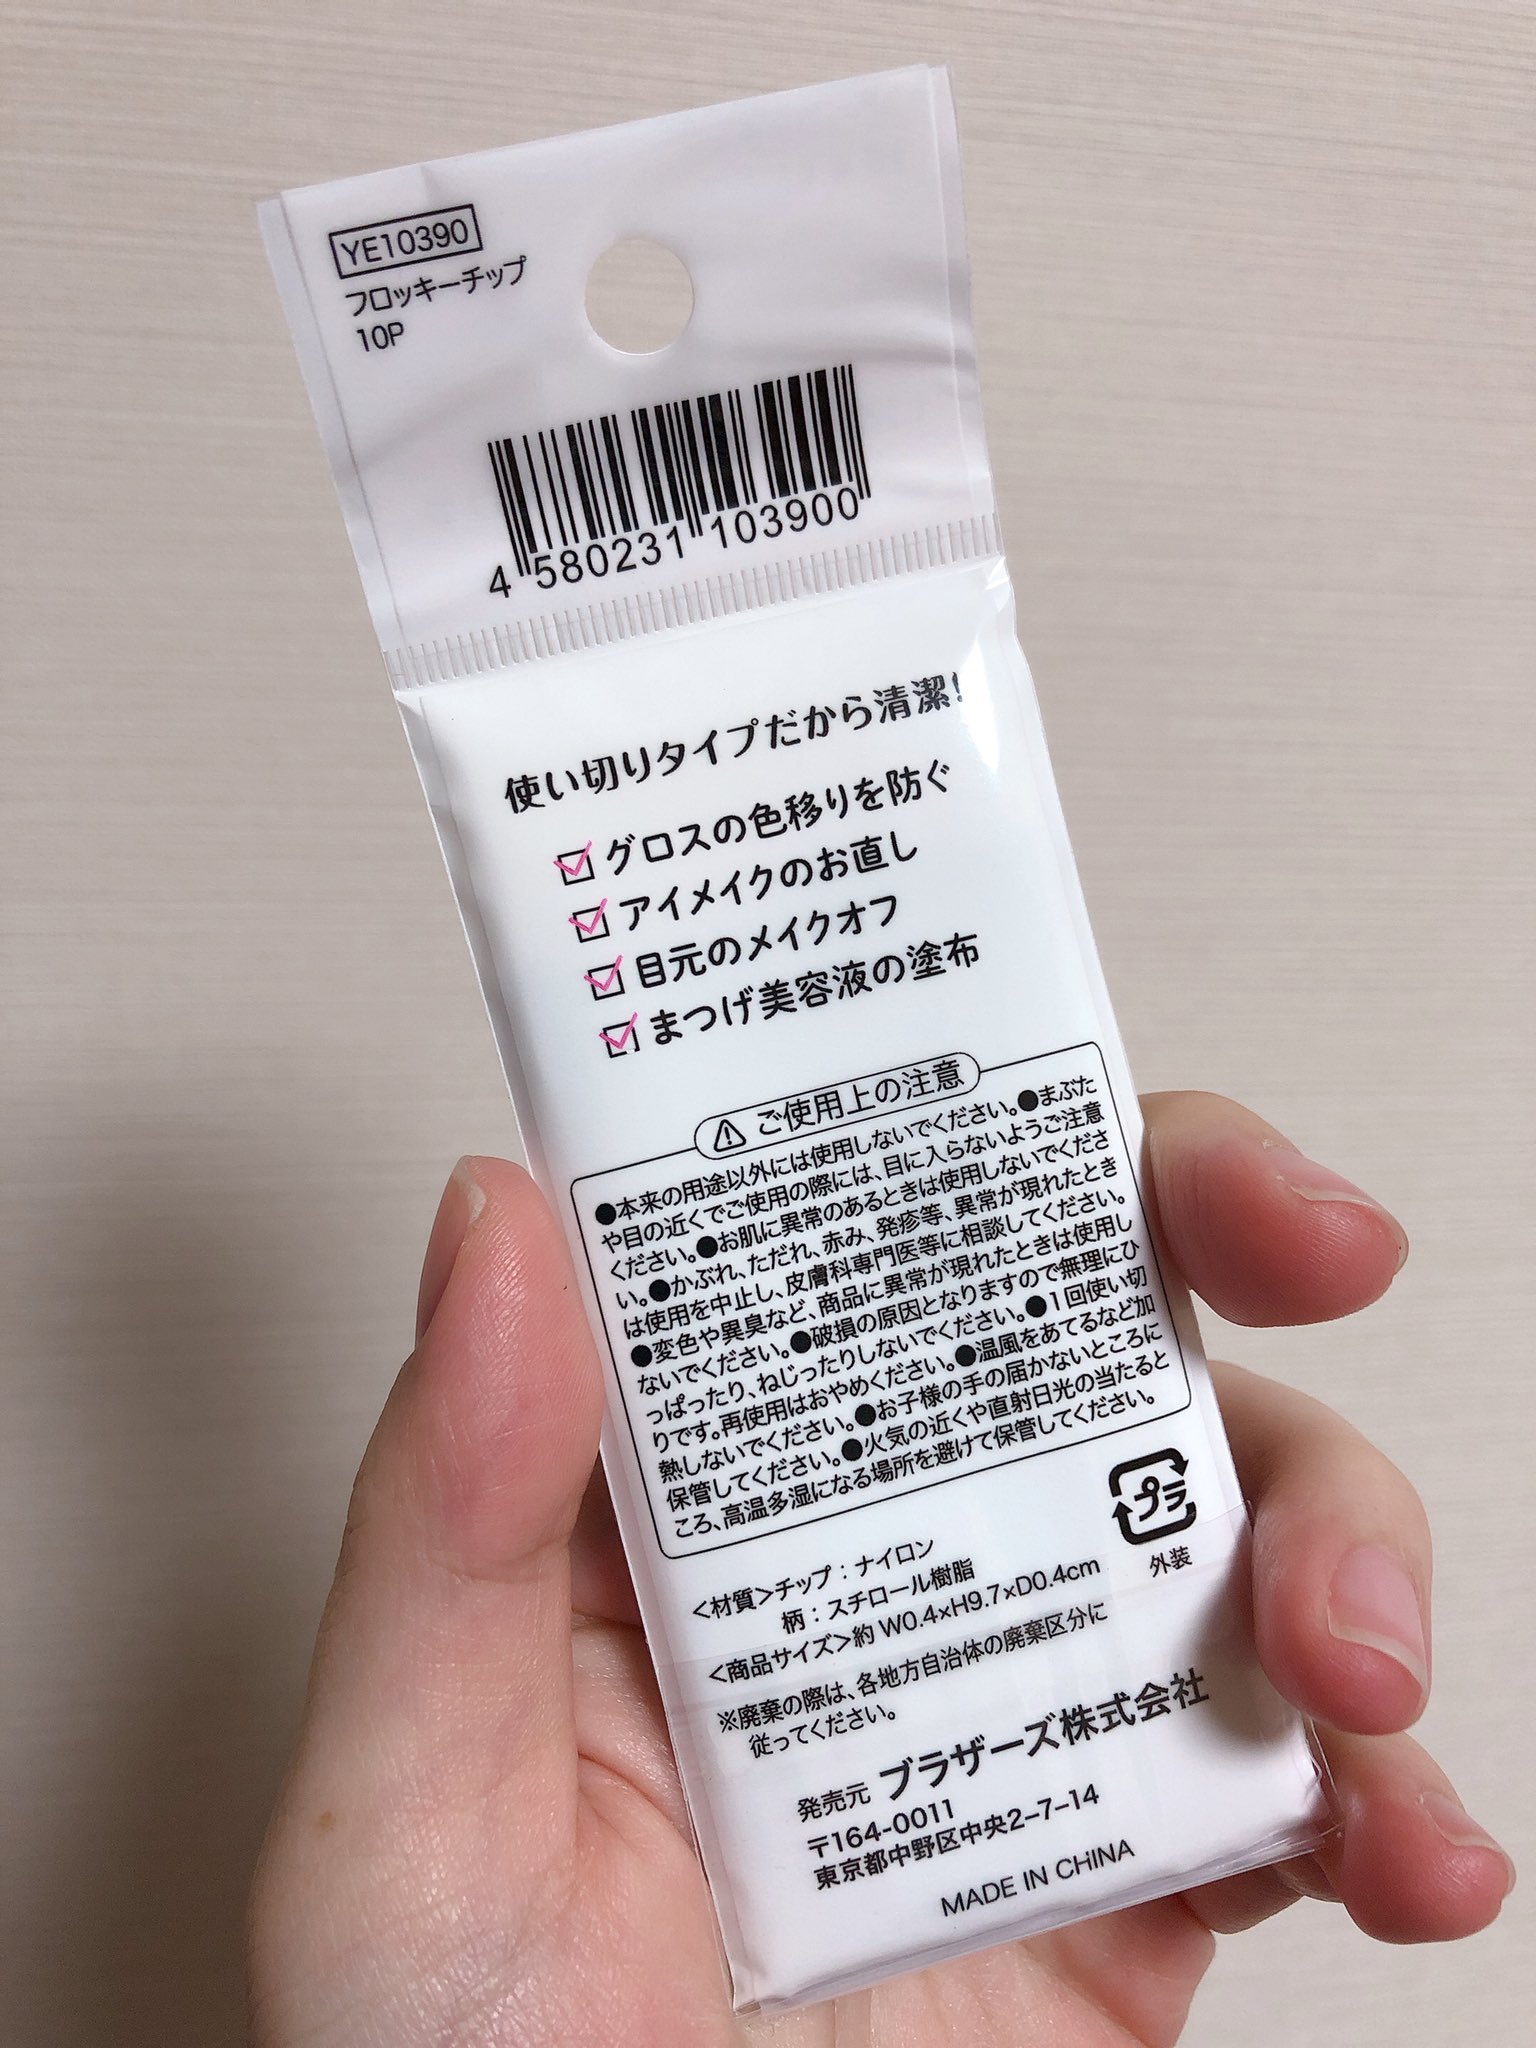 YE10390
フロッキーチップ
10P
4 580231 103900
使い切りタイプだから清潔!
グロスの色移りを防ぐ
アイメイクのお直し
目元のメイクオフ
まつげ美容液の塗布
ご使用上の注意
●本来の用途以外には使用しないでください。●まぶた
や目の近くでご使用の際には、目に入らないようご注意
ください。●お肌に異常のあるときは使用しないでくださ
い。●かぶれ、ただれ、赤み、発疹等、異常が現れたとき
は使用を中止し、皮膚科専門医等に相談してください。
●変色や異臭など、商品に異常が現れたときは使用し
ないでください。●破損の原因となりますので無理にひ
っぱったり、ねじったりしないでください。●1回使い切
りです。再使用はおやめください。●温風をあてるなど加
熱しないでください。●お子様の手の届かないところに
保管してください。●火気の近くや直射日光の当たると
ころ、高温多湿になる場所を避けて保管してください。
プラ
外装
<材質>チップ:ナイロン
柄:スチロール樹脂
<商品サイズ>約 W0.4×H9.7×D0.4cm
※廃棄の際は、各地方自治体の廃棄区分に
従ってください。
発売元 ブラザーズ株式会社
〒164-0011
東京都中野区中央2-7-14
MADE IN CHINA